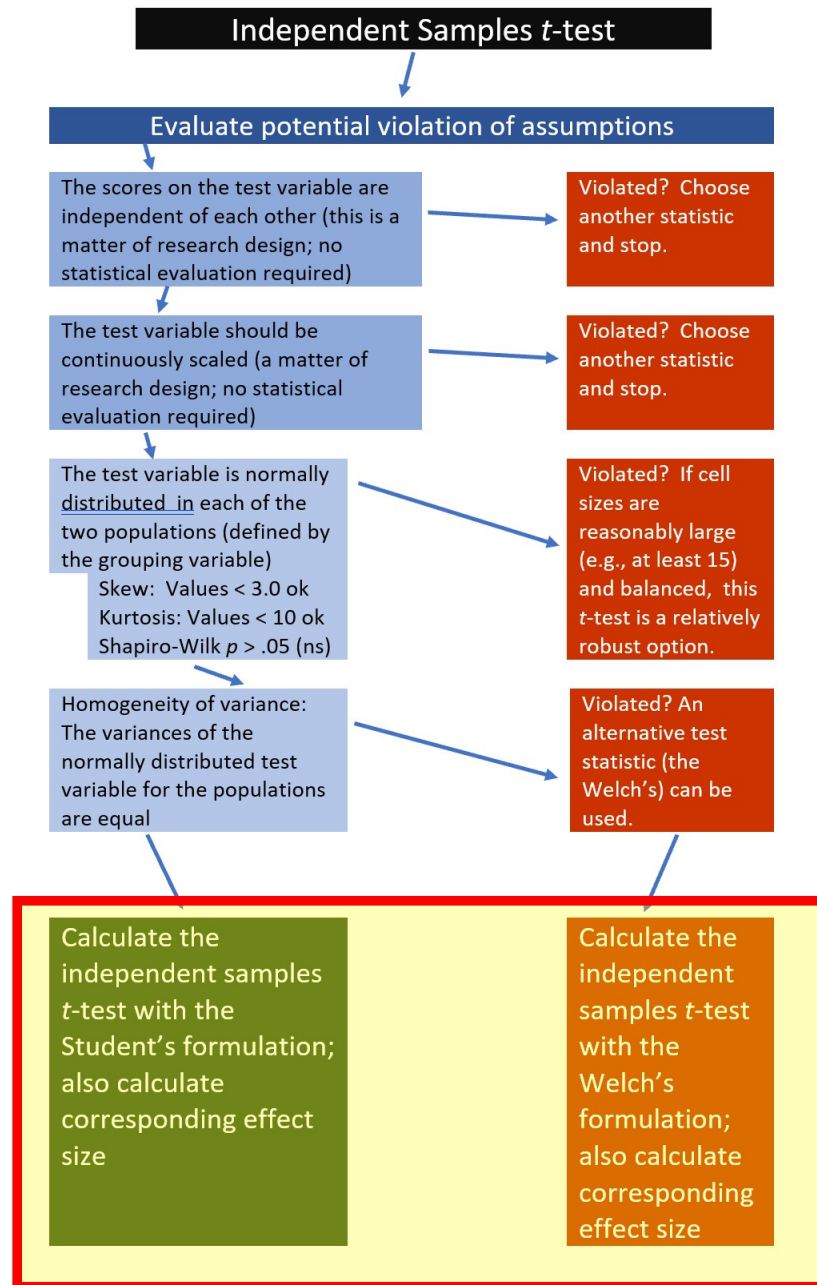 Independent Samples t-test
Evaluate potential violation of assumptions
The scores on the test variable are
independent of each other (this is a
matter of research design; no
statistical evaluation required)
Violated? Choose
another statistic
and stop.
The test variable should be
continuously scaled (a matter of
research design; no statistical
evaluation required)
Violated? Choose
another statistic
and stop.
The test variable is normally
distributed in each of the
two populations (defined by
the grouping variable)
Skew: Values < 3.0 ok
Kurtosis: Values < 10 ok
Shapiro-Wilk p > .05 (ns)
Violated? If cell
sizes are
reasonably large
(e.g., at least 15)
and balanced, this
t-test is a relatively
robust option.
Homogeneity of variance:
The variances of the
normally distributed test
variable for the populations
are equal
Violated? An
alternative test
statistic (the
Welch's) can be
used.
Calculate the
independent samples
t-test with the
Student's formulation;
also calculate
corresponding effect
size
Calculate the
independent
samples t-test
with the
Welch's
formulation;
also calculate
corresponding
effect size